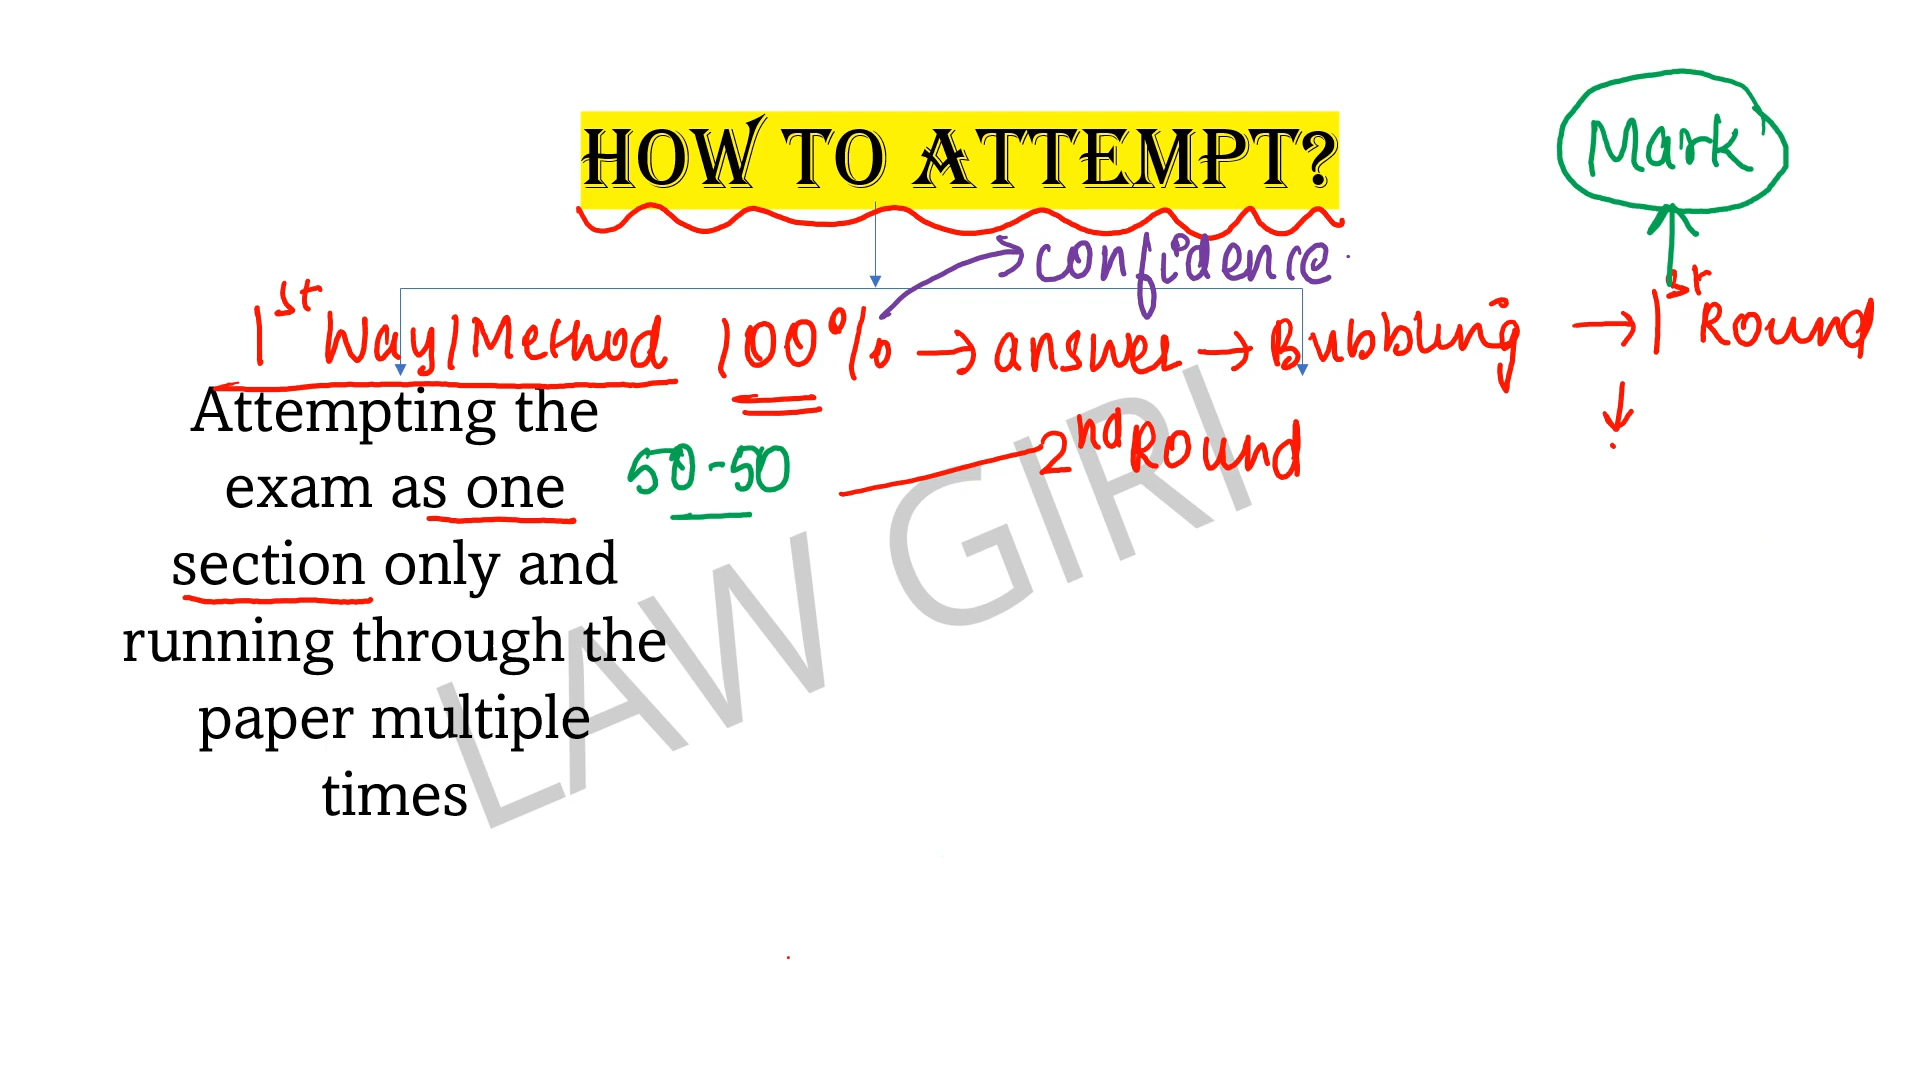 Mark
HOW TO ATTEMPT?
confidence
1st Way/Method 100% → answer → Bubbling → 1st Round
Attempting the
50-50 2nd Round
exam as one
section only and
running through the
paper multiple
times
LAW GIRI